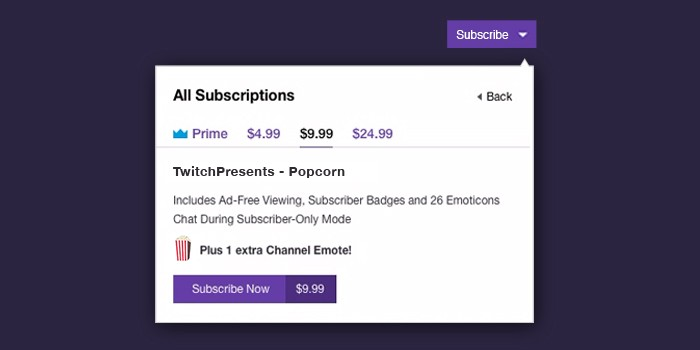 Subscribe
All Subscriptions
Back
Prime $4.99 $9.99 $24.99
TwitchPresents - Popcorn
Includes Ad-Free Viewing, Subscriber Badges and 26 Emoticons
Chat During Subscriber-Only Mode
Plus 1 extra Channel Emote!
Subscribe Now $9.99